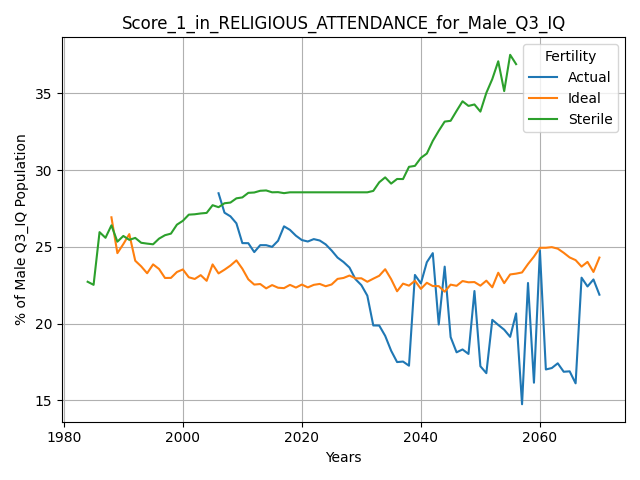 Score_1_in_RELIGIOUS_ATTENDANCE_for_Male_Q3_IQ
Fertility
Actual
Ideal
Sterile
% of Male Q3_IQ Population
35
30
25
20
15
1980
2000
2020
2040
2060
Years